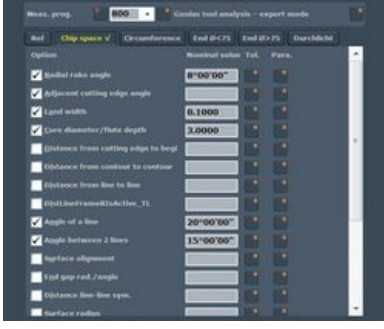 Meas. prog. 800 Genius tool analysis - expert mode
Ref Chip space √ Circumference End Ø<75 End Ø>75 Durchlicht
Option Nominal value Tol. Para.
Radial rake angle 8°00'00"
Adjacent cutting edge angle
Land width 0.1000
Core diameter/flute depth 3.0000
Distance from cutting edge to begi
Distance from contour to contour
Distance from line to line
DistLineFrameHIsActive_TL
Angle of a line 20°00'00"
Angle between 2 lines 15°00'00"
Surface alignment
End gap rad./angle
Distance line-line sym.
Surface radius